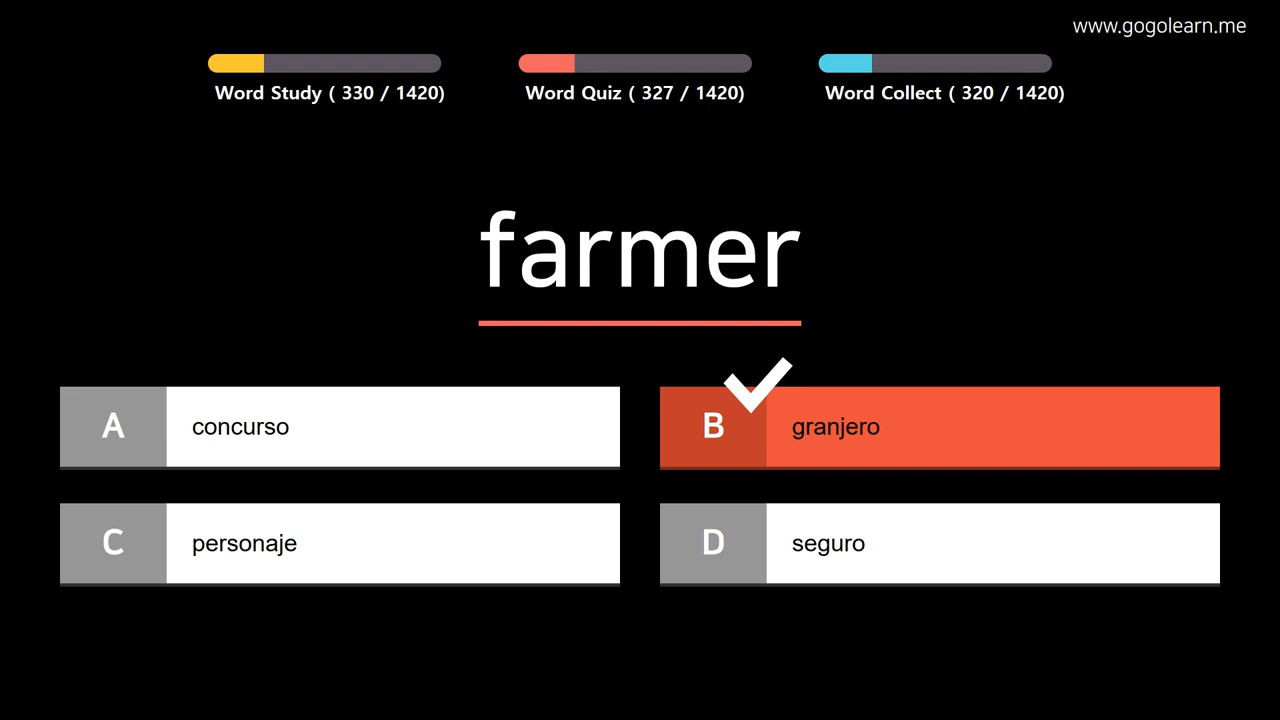 www.gogolearn.me
Word Study ( 330 / 1420)
Word Quiz ( 327 / 1420)
Word Collect ( 320 / 1420)
farmer
A concurso
B granjero
C personaje
D seguro